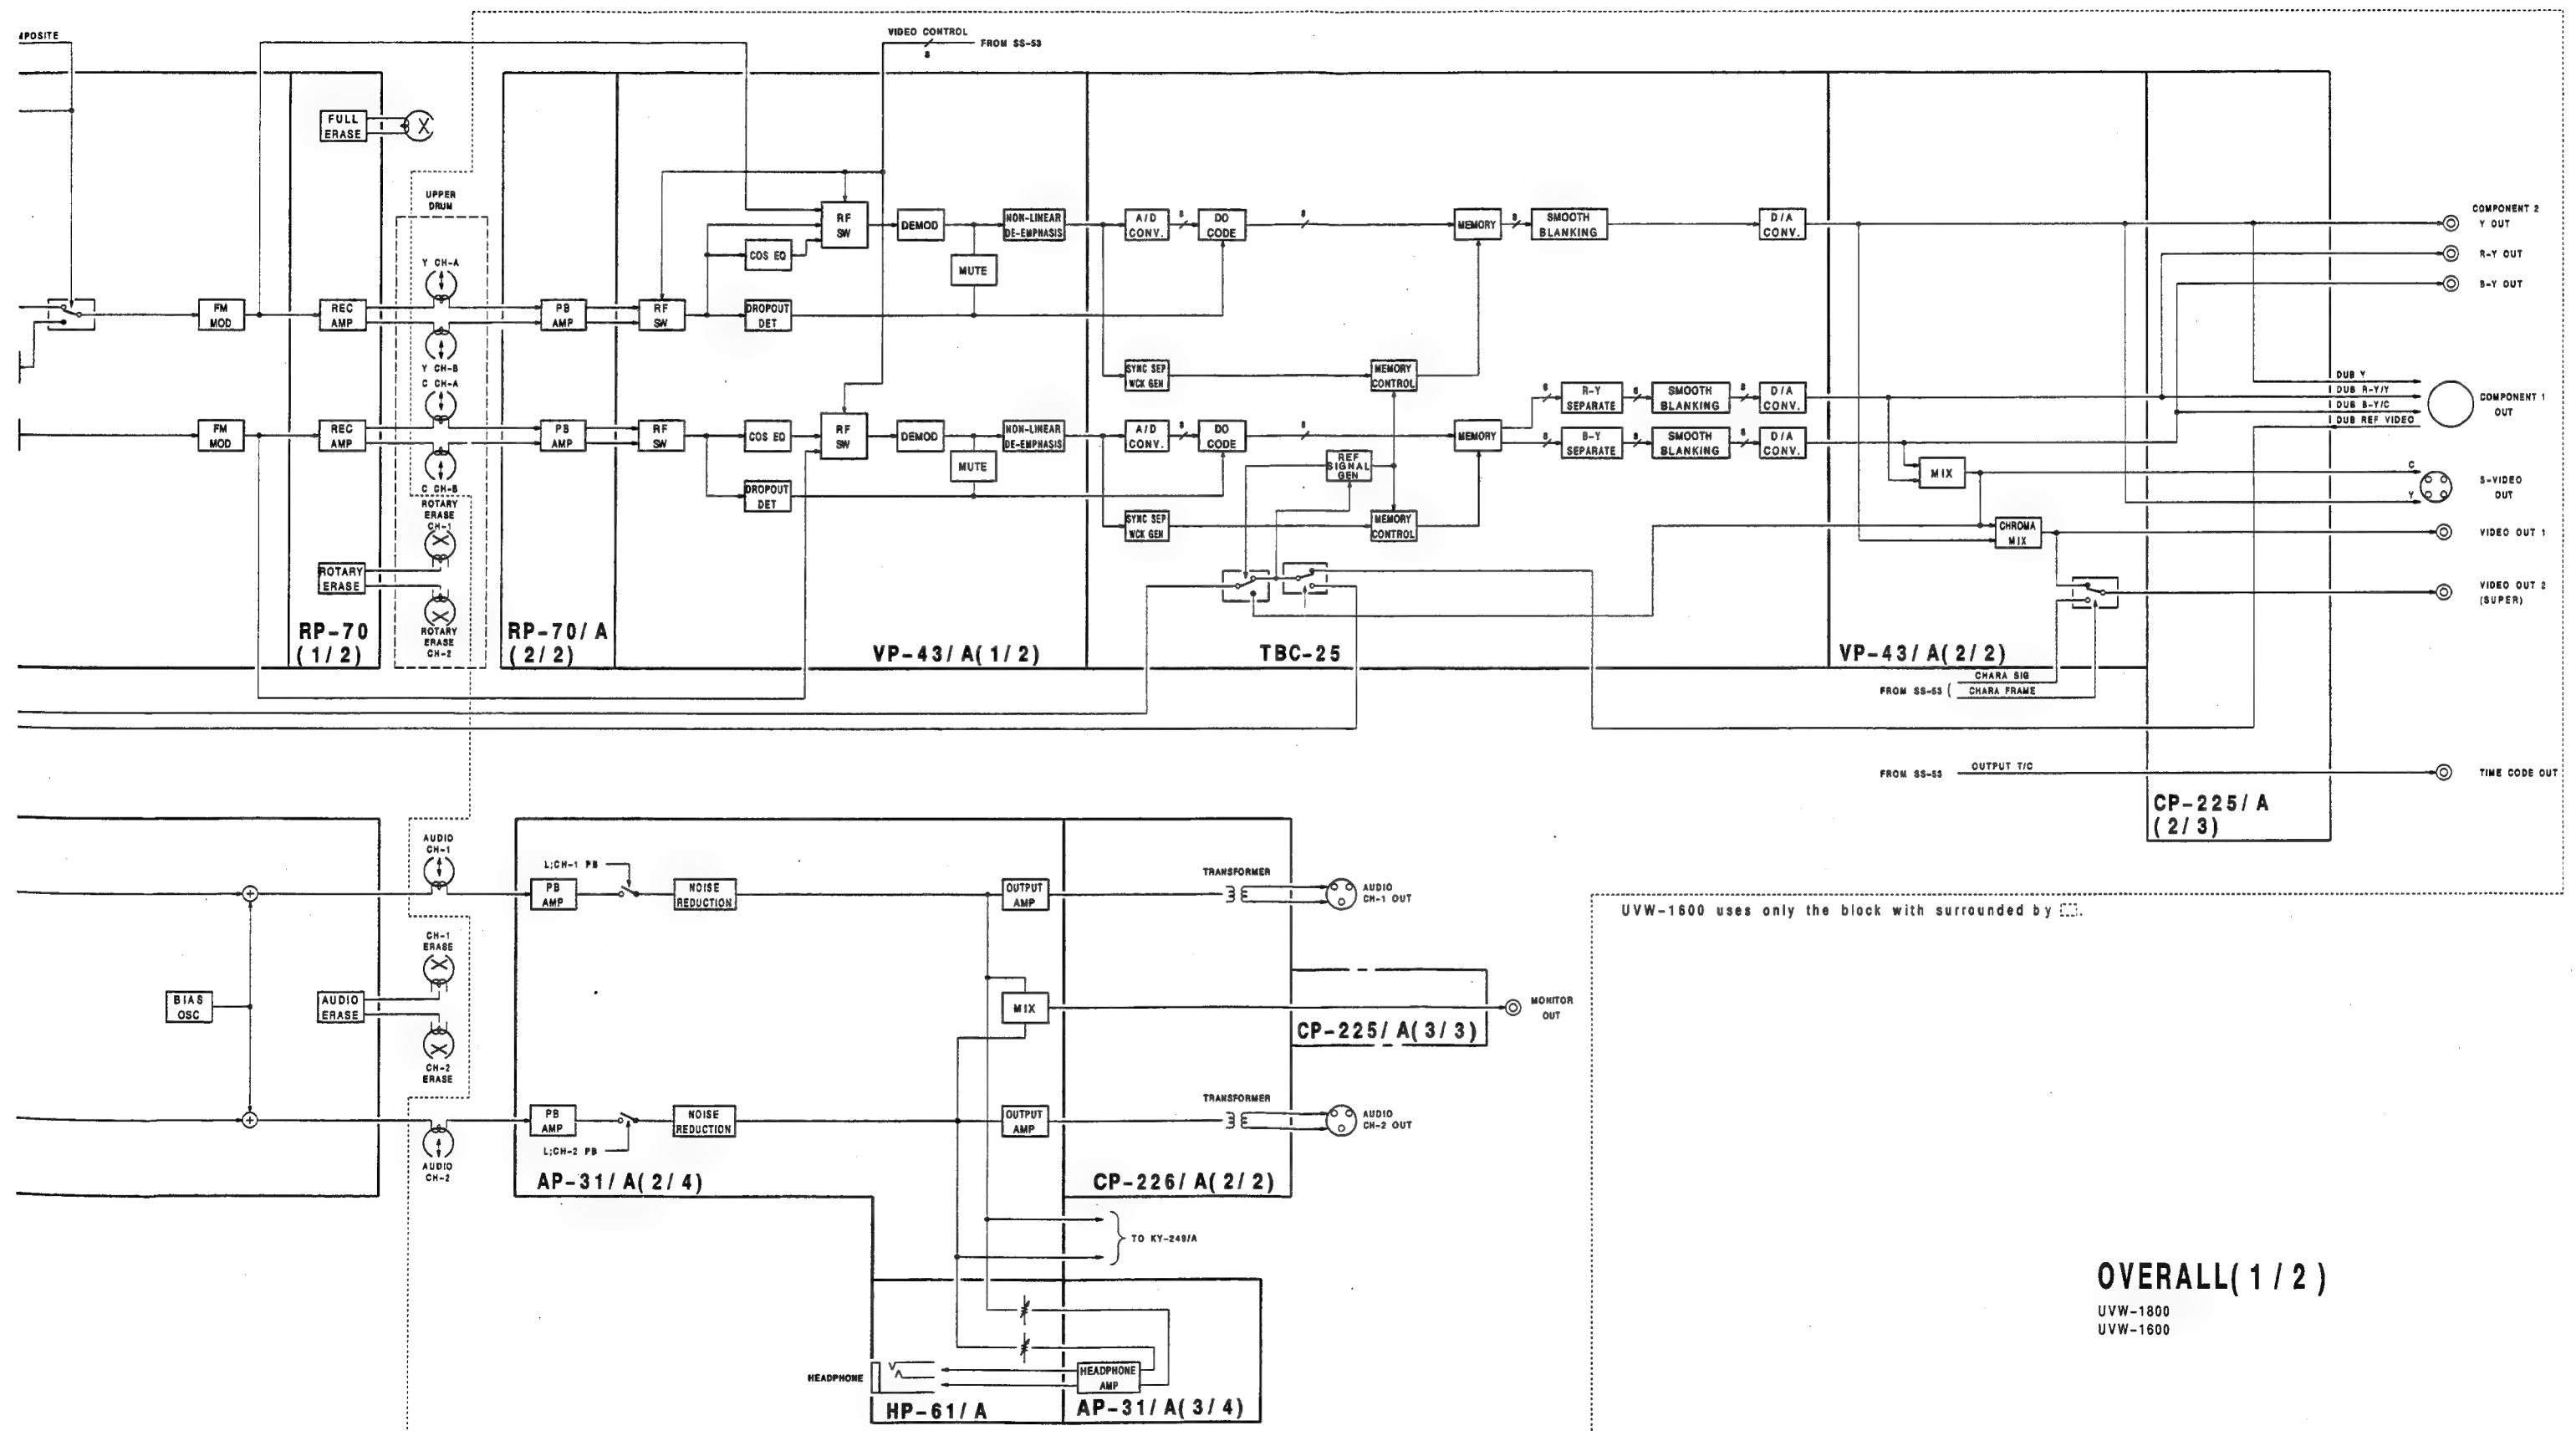 VIDEO CONTROL
8
FROM SS-53
FULL
ERASE
UPPER
DRUM
Y CH-A
Y CH-B
C CH-A
C CH-B
ROTARY
ERASE
CH-1
ROTARY
ERASE
ROTARY
ERASE
CH-2
FM
MOD
REC
AMP
PB
AMP
RF
SW
COS EQ
DROPOUT
DET
RF
SW
DEMOD
MUTE
NON-LINEAR
DE-EMPHASIS
A/D
CONV.
8
DO
CODE
8
MEMORY
8
SMOOTH
BLANKING
D/A
CONV.
SYNC SEP
WCK GEN
MEMORY
CONTROL
FM
MOD
REC
AMP
PB
AMP
RF
SW
COS EQ
DROPOUT
DET
RF
SW
DEMOD
MUTE
NON-LINEAR
DE-EMPHASIS
A/D
CONV.
8
DO
CODE
8
MEMORY
8
R-Y
SEPARATE
8
SMOOTH
BLANKING
8
D/A
CONV.
8
B-Y
SEPARATE
8
SMOOTH
BLANKING
8
D/A
CONV.
REF
SIGNAL
GEN
SYNC SEP
WCK GEN
MEMORY
CONTROL
MIX
CHROMA
MIX
COMPONENT 2
Y OUT
R-Y OUT
B-Y OUT
DUB Y
DUB R-Y/Y
DUB B-Y/C
DUB REF VIDEO
COMPONENT 1
OUT
C
Y
S-VIDEO
OUT
VIDEO OUT 1
VIDEO OUT 2
(SUPER)
RP-70
(1/2)
RP-70/A
(2/2)
VP-43/A(1/2)
TBC-25
VP-43/A(2/2)
FROM SS-53 (
CHARA SIG
CHARA FRAME
FROM SS-53
OUTPUT T/C
TIME CODE OUT
CP-225/A
(2/3)
AUDIO
CH-1
L;CH-1 PB
PB
AMP
NOISE
REDUCTION
OUTPUT
AMP
TRANSFORMER
AUDIO
CH-1 OUT
UVW-1600 uses only the block with surrounded by .
CH-1
ERASE
BIAS
OSC
AUDIO
ERASE
CH-2
ERASE
MIX
MONITOR
OUT
CP-225/A(3/3)
PB
AMP
L;CH-2 PB
NOISE
REDUCTION
OUTPUT
AMP
TRANSFORMER
AUDIO
CH-2 OUT
AUDIO
CH-2
AP-31/A(2/4)
CP-226/A(2/2)
TO KY-249/A
HEADPHONE
HEADPHONE
AMP
HP-61/A
AP-31/A(3/4)
OVERALL(1/2)
UVW-1800
UVW-1600